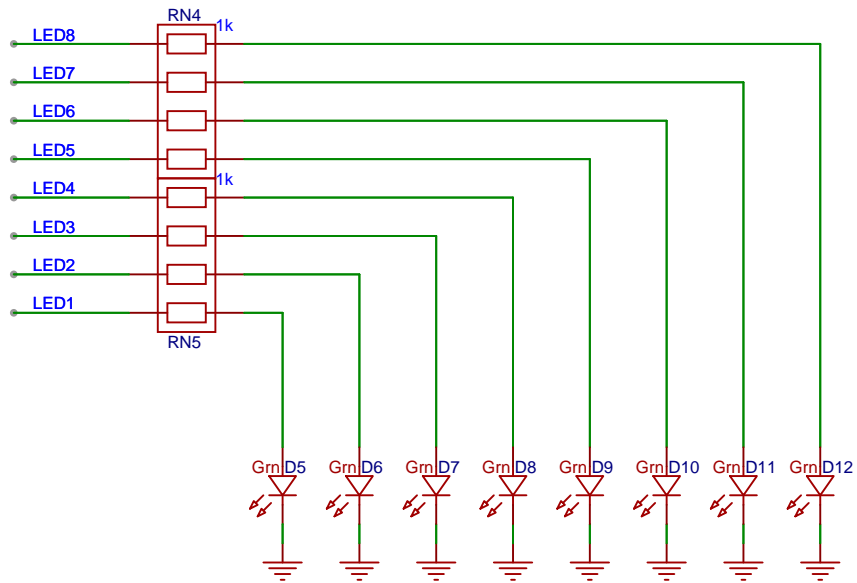 RN4
1k
LED8
LED7
LED6
LED5
1k
LED4
LED3
LED2
LED1
RN5
Grn D5
Grn D6
Grn D7
Grn D8
Grn D9
Grn D10
Grn D11
Grn D12